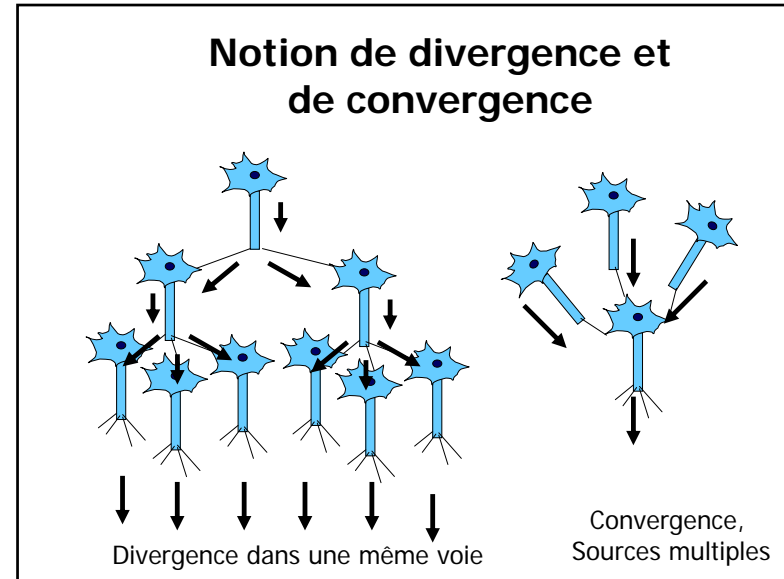 Notion de divergence et
de convergence
Divergence dans une même voie
Convergence,
Sources multiples